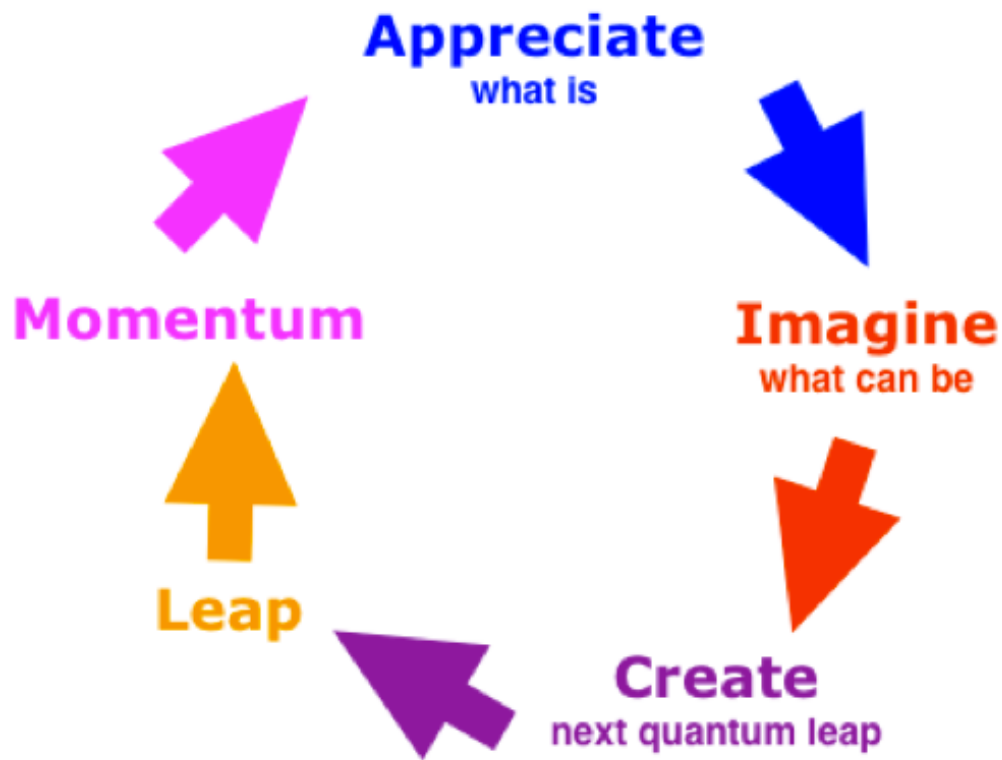 Appreciate
what is
Imagine
what can be
Create
next quantum leap
Leap
Momentum